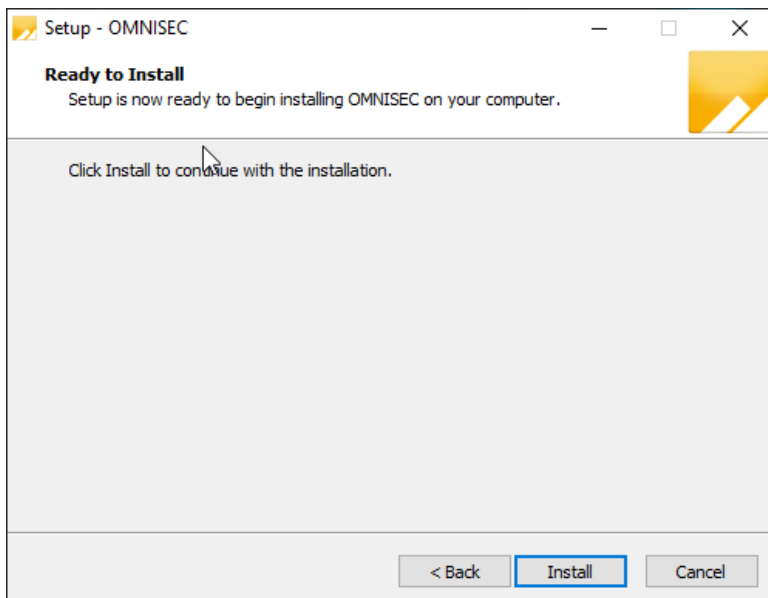 Setup - OMNISEC
Ready to Install
Setup is now ready to begin installing OMNISEC on your computer.
Click Install to continue with the installation.
< Back
Install
Cancel